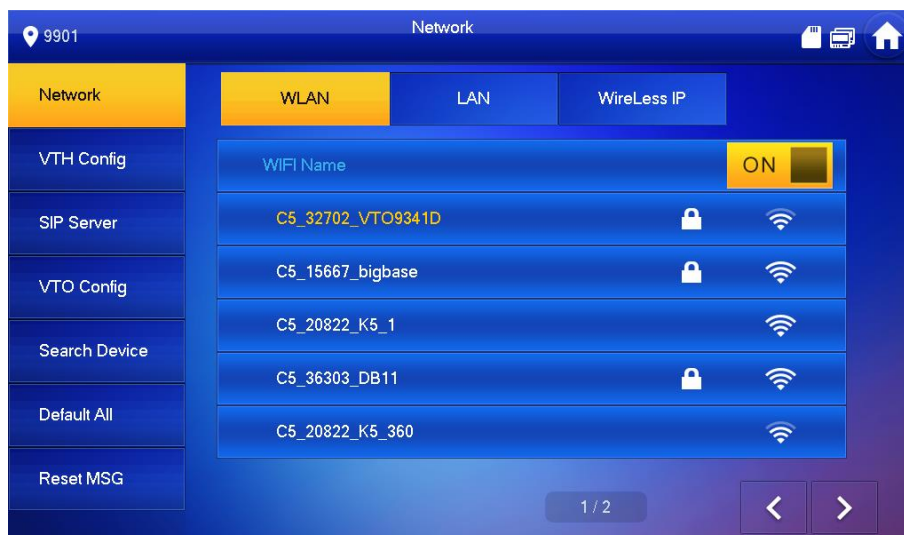 9901
Network
Network
VTH Config
SIP Server
VTO Config
Search Device
Default All
Reset MSG
WLAN
LAN
WireLess IP
WIFI Name
ON
C5_32702_VTO9341D
C5_15667_bigbase
C5_20822_K5_1
C5_36303_DB11
C5_20822_K5_360
1 / 2